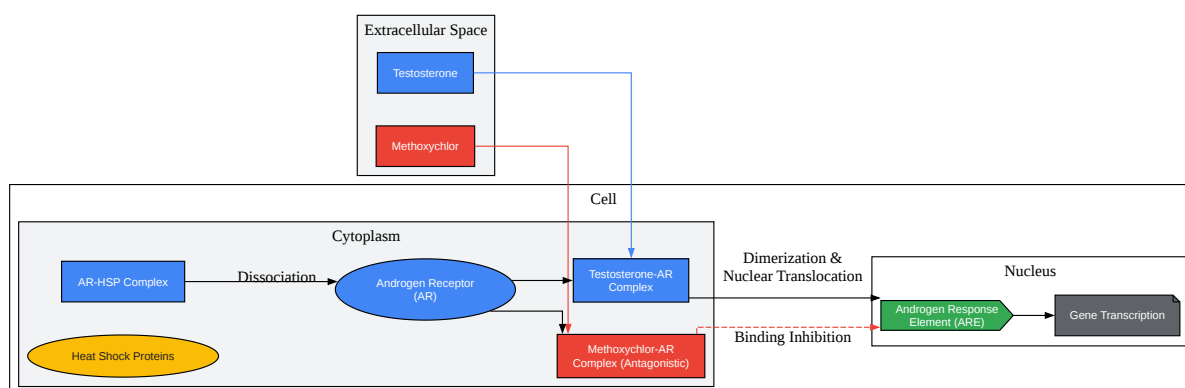 Extracellular Space
Testosterone
Methoxychlor
Cell
Cytoplasm
AR-HSP Complex
Dissociation
Androgen Receptor
(AR)
Testosterone-AR
Complex
Heat Shock Proteins
Methoxychlor-AR
Complex (Antagonistic)
Dimerization &
Nuclear Translocation
Binding Inhibition
Nucleus
Androgen Response
Element (ARE)
Gene Transcription